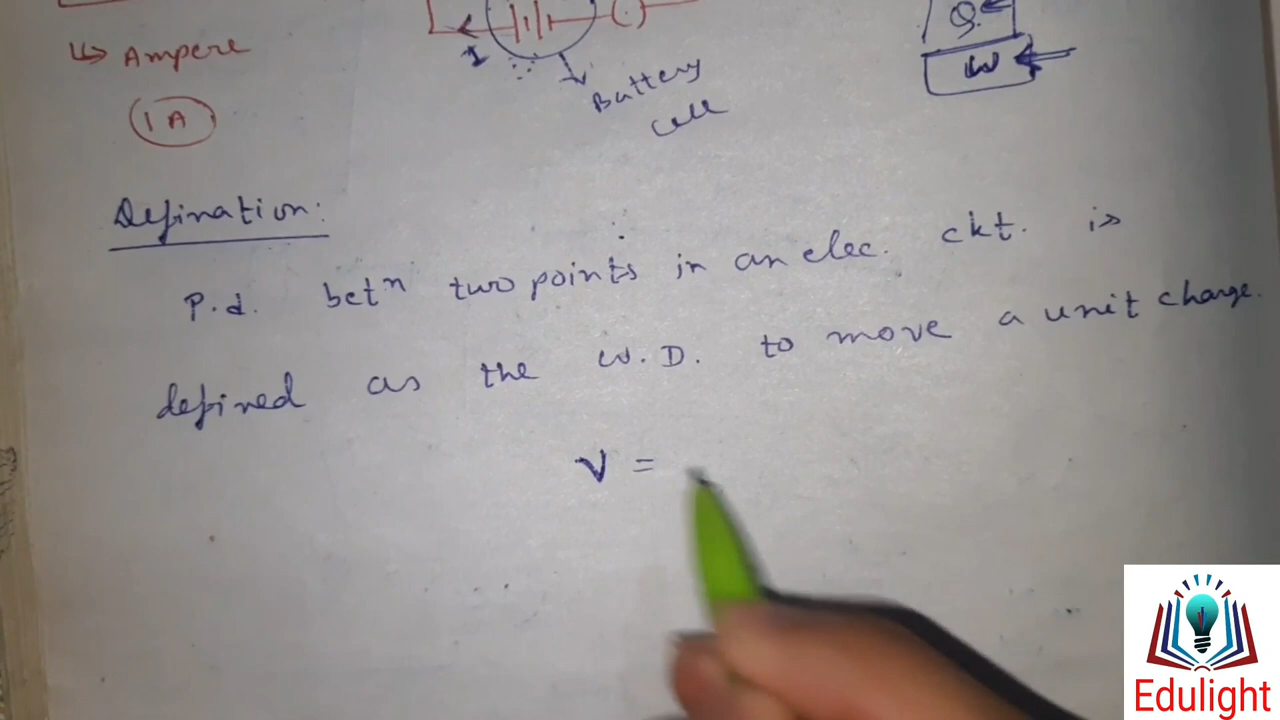 ↳ Ampere
1 A
I
Battery
cell
Q
W
Defination:
P.d. betⁿ two points in an elec. ckt. is
defined as the W.D. to move a unit charge.
V =
Edulight